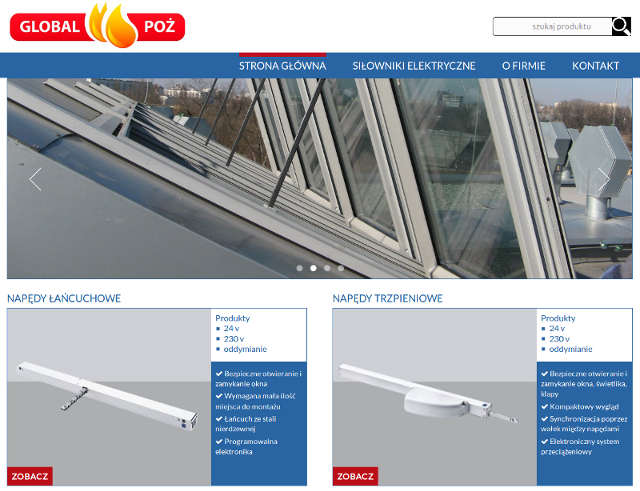 GLOBAL POŻ
szukaj produktu
STRONA GŁÓWNA SIŁOWNIKI ELEKTRYCZNE O FIRMIE KONTAKT
NAPĘDY ŁAŃCUCHOWE
Produkty
24 v
230 v
oddymianie
Bezpieczne otwieranie i
zamykanie okna
Wymagana mała ilość
miejsca do montażu
Łańcuch ze stali
nierdzewnej
Programowalna
elektronika
ZOBACZ
NAPĘDY TRZPIENIOWE
Produkty
24 v
230 v
oddymianie
Bezpieczne otwieranie i
zamykanie okna, świetlika,
klapy
Kompaktowy wygląd
Synchronizacja poprzez
wołek między napędami
Elektroniczny system
przeciążeniowy
ZOBACZ